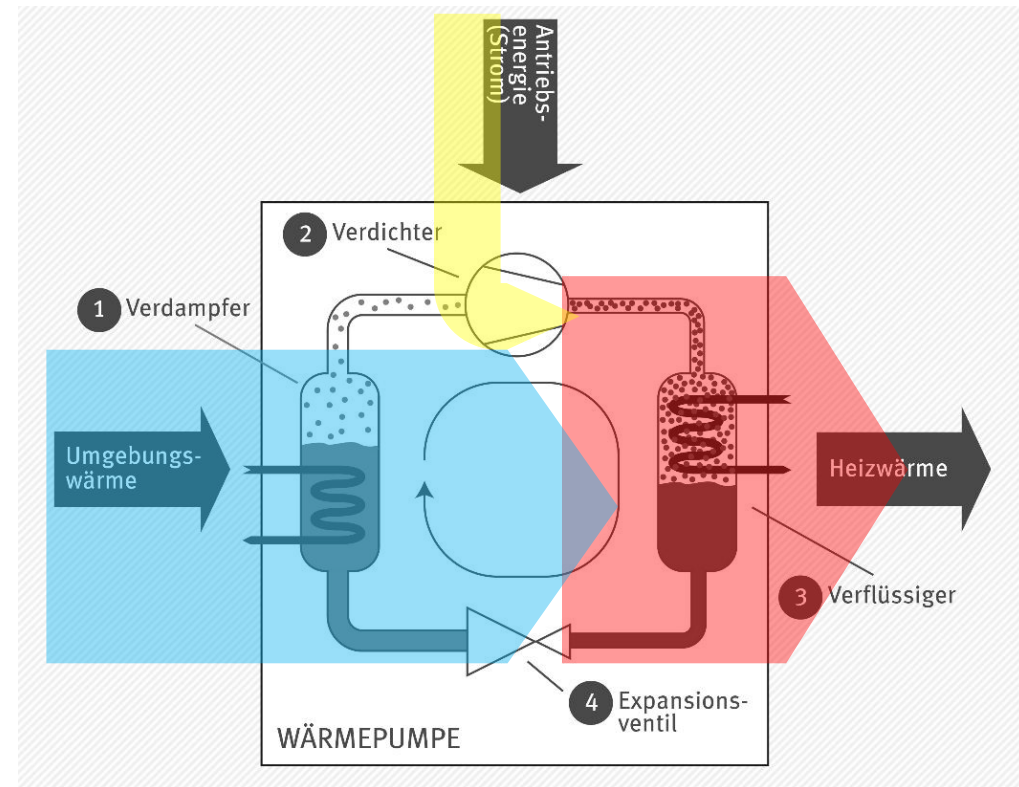 Antriebs-
energie
(Strom)
2 Verdichter
1 Verdampfer
Umgebungs-
wärme
Heizwärme
3 Verflüssiger
4 Expansions-
ventil
WÄRMEPUMPE